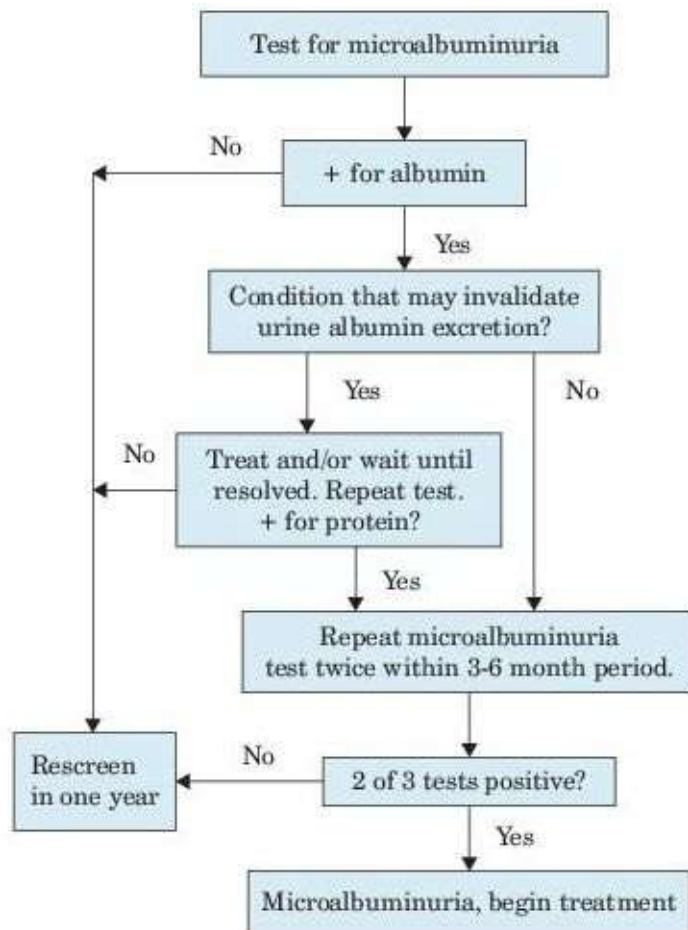 Test for microalbuminuria
No
+ for albumin
Yes
Condition that may invalidate
urine albumin excretion?
Yes
No
No
Treat and/or wait until
resolved. Repeat test.
+ for protein?
Yes
Repeat microalbuminuria
test twice within 3-6 month period.
Rescreen
in one year
No
2 of 3 tests positive?
Yes
Microalbuminuria, begin treatment